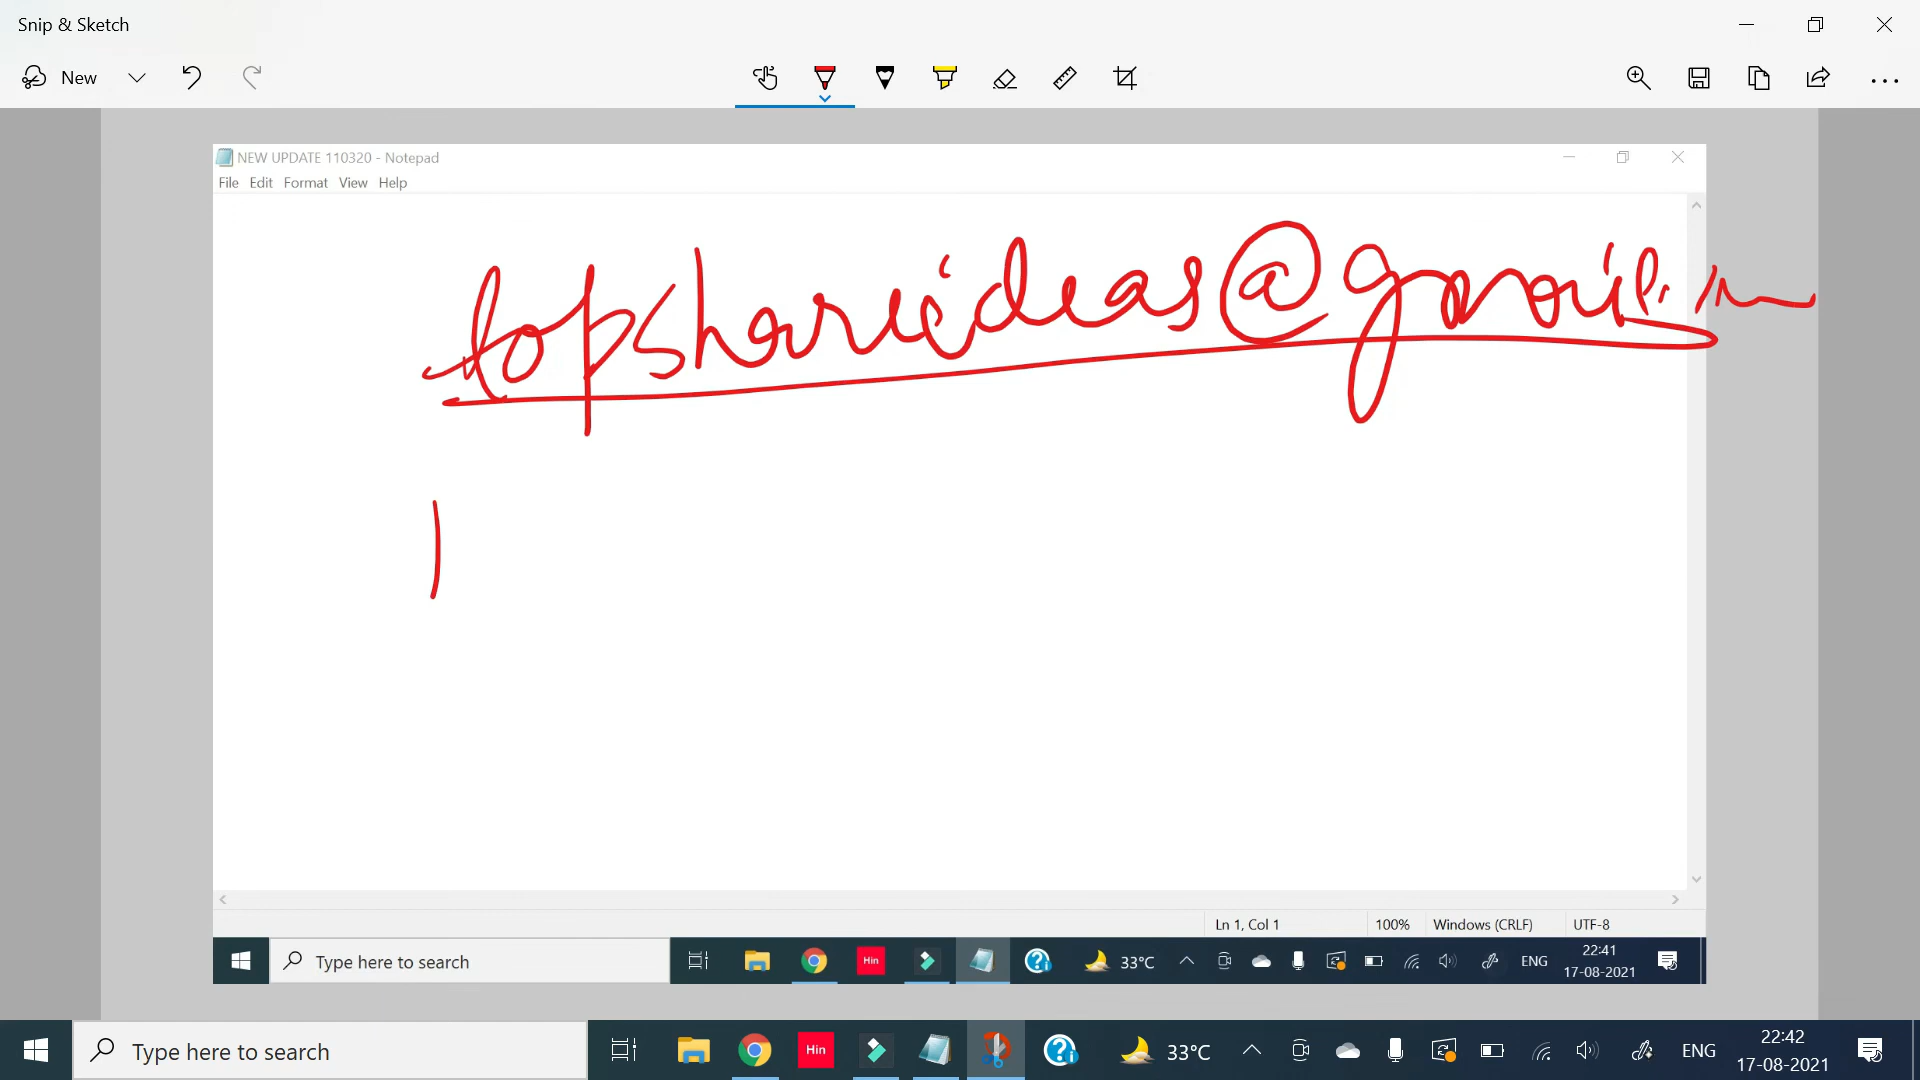 Snip & Sketch
New
NEW UPDATE 110320 - Notepad
File Edit Format View Help
topshareideas@gmail.
Ln 1, Col 1 100% Windows (CRLF) UTF-8
Type here to search Hin 33°C ENG 22:41
17-08-2021
Type here to search Hin 33°C ENG 22:42
17-08-2021